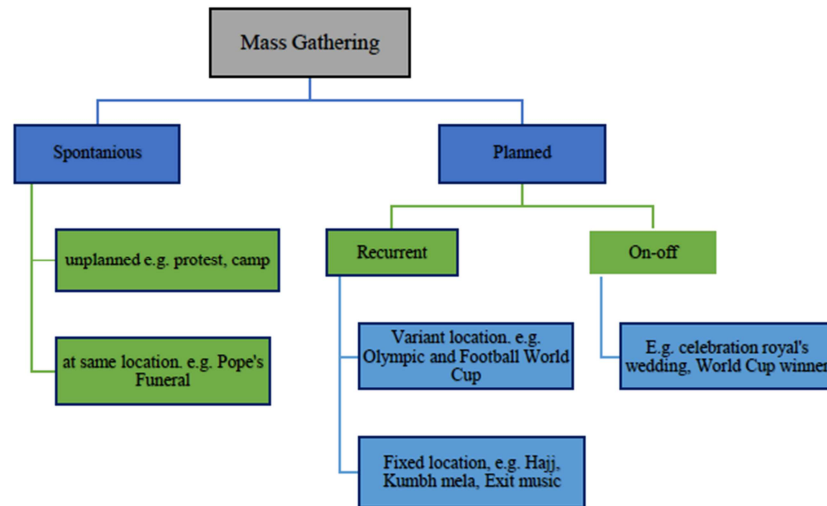 Mass Gathering
Spontanious
Planned
unplanned e.g. protest, camp
at same location. e.g. Pope's
Funeral
Recurrent
On-off
Variant location. e.g.
Olympic and Football World
Cup
E.g. celebration royal's
wedding, World Cup winner
Fixed location, e.g. Hajj,
Kumbh mela, Exit music